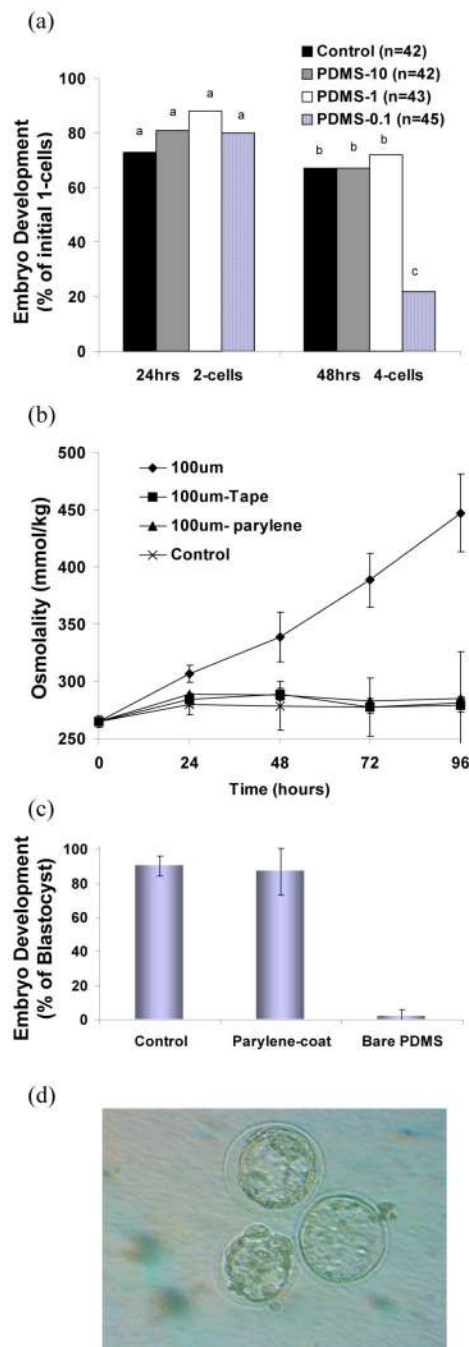 (a)
Control (n=42)
PDMS-10 (n=42)
PDMS-1 (n=43)
PDMS-0.1 (n=45)
Embryo Development
(% of initial 1-cells)
100
80
60
40
20
0
a
a
a
a
b
b
b
c
24hrs 2-cells
48hrs 4-cells
(b)
Osmolality (mmol/kg)
500
450
400
350
300
250
100um
100um-Tape
100um- parylene
Control
0
24
48
72
96
Time (hours)
(c)
Embryo Development
(% of Blastocyst)
100
80
60
40
20
0
Control
Parylene-coat
Bare PDMS
(d)